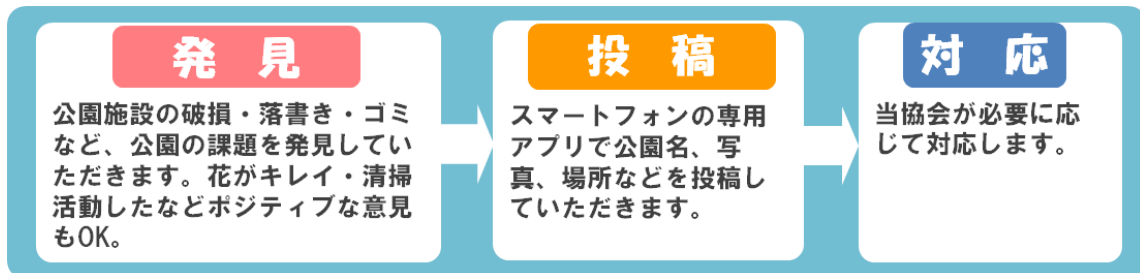 発見
公園施設の破損・落書き・ゴミ
など、公園の課題を発見してい
ただきます。花がキレイ・清掃
活動したなどポジティブな意見
もOK。
投稿
スマートフォンの専用
アプリで公園名、写
真、場所などを投稿し
ていただきます。
対応
当協会が必要に応
じて対応します。